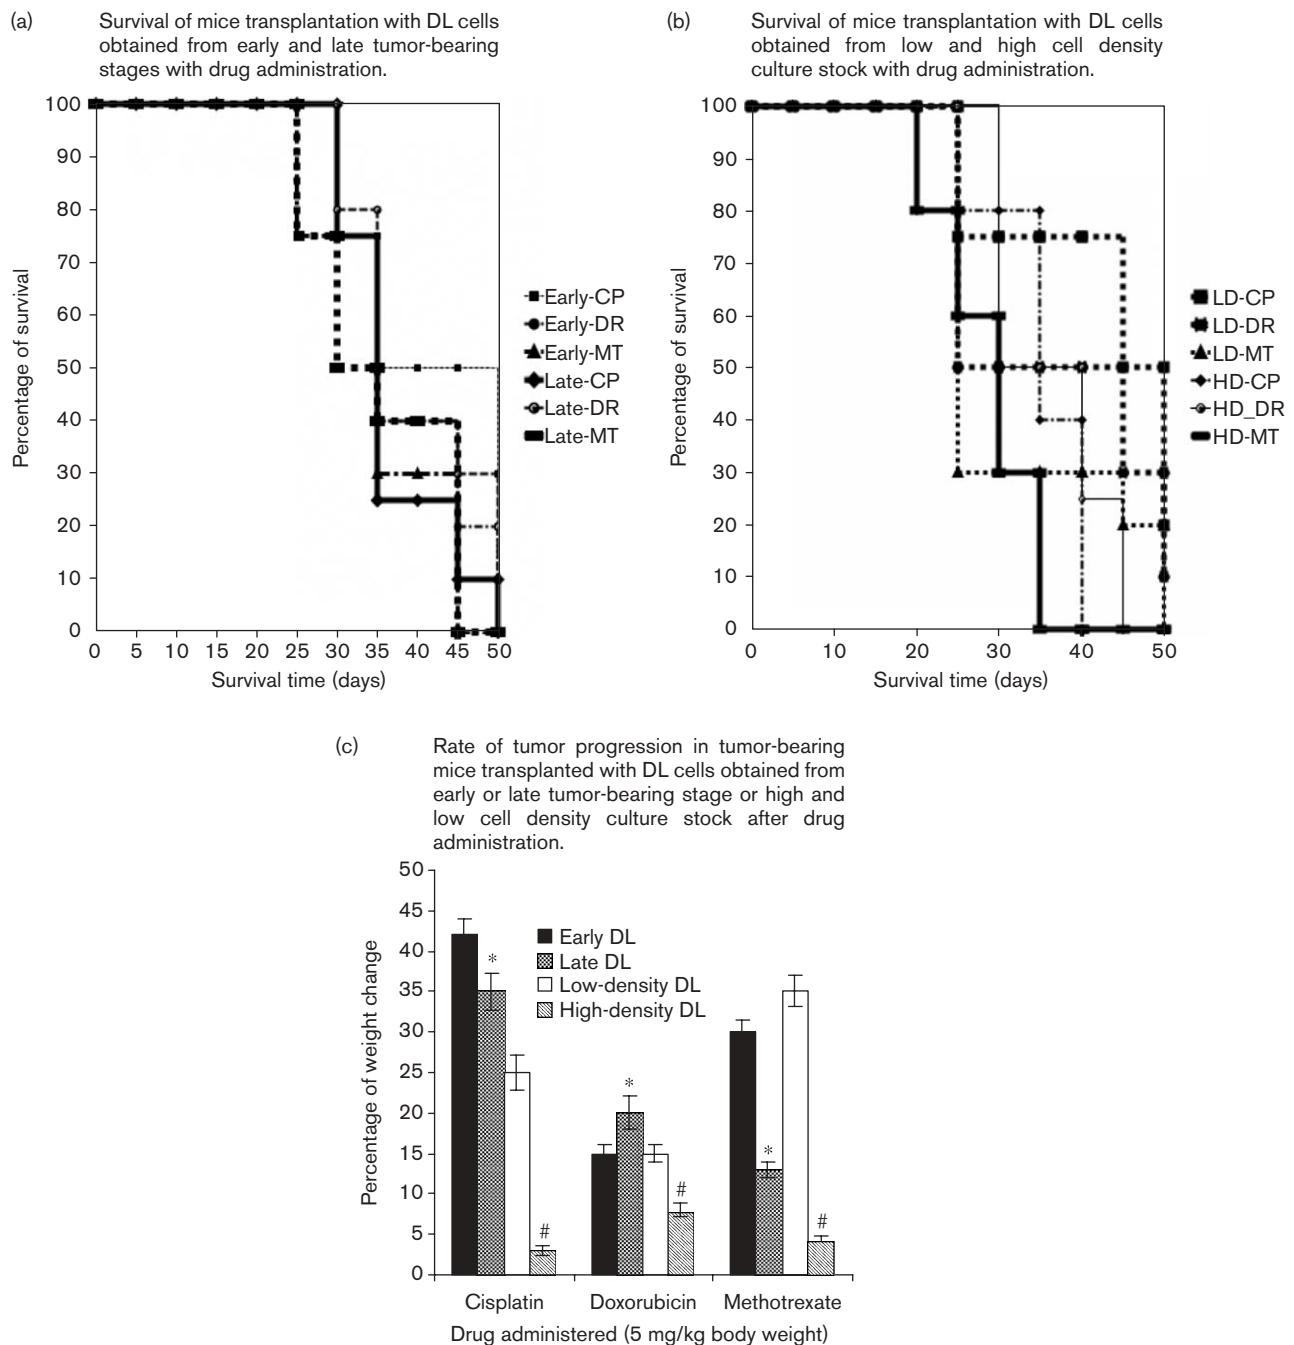 (a)
Survival of mice transplantation with DL cells
obtained from early and late tumor-bearing
stages with drug administration.
100
90
80
70
60
50
40
30
20
10
0
Percentage of survival
0 5 10 15 20 25 30 35 40 45 50
Survival time (days)
Early-CP
Early-DR
Early-MT
Late-CP
Late-DR
Late-MT
(b)
Survival of mice transplantation with DL cells
obtained from low and high cell density
culture stock with drug administration.
100
90
80
70
60
50
40
30
20
10
0
Percentage of survival
0 10 20 30 40 50
Survival time (days)
LD-CP
LD-DR
LD-MT
HD-CP
HD_DR
HD-MT
(c)
Rate of tumor progression in tumor-bearing
mice transplanted with DL cells obtained from
early or late tumor-bearing stage or high and
low cell density culture stock after drug
administration.
50
45
40
35
30
25
20
15
10
5
0
Percentage of weight change
Early DL
Late DL
Low-density DL
High-density DL
*
#
*
#
*
#
Cisplatin Doxorubicin Methotrexate
Drug administered (5 mg/kg body weight)